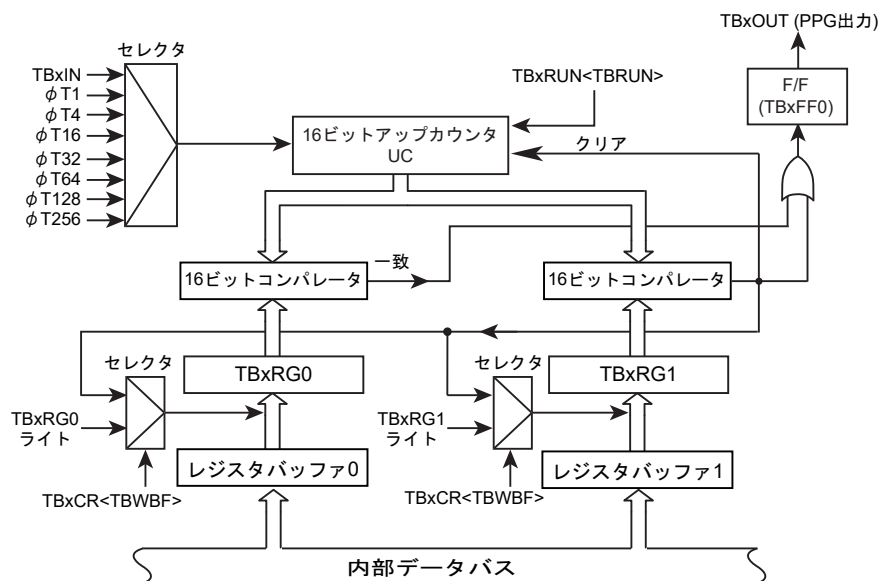 TBxOUT (PPG出力)
セレクタ
TBxIN
φT1
φT4
φT16
φT32
φT64
φT128
φT256
TBxRUN<TBRUN>
F/F
(TBxFF0)
16ビットアップカウンタ
UC
クリア
16ビットコンパレータ
一致
16ビットコンパレータ
セレクタ
TBxRG0
セレクタ
TBxRG1
TBxRG0
ライト
TBxRG1
ライト
レジスタバッファ0
レジスタバッファ1
TBxCR<TBWBF>
TBxCR<TBWBF>
内部データバス